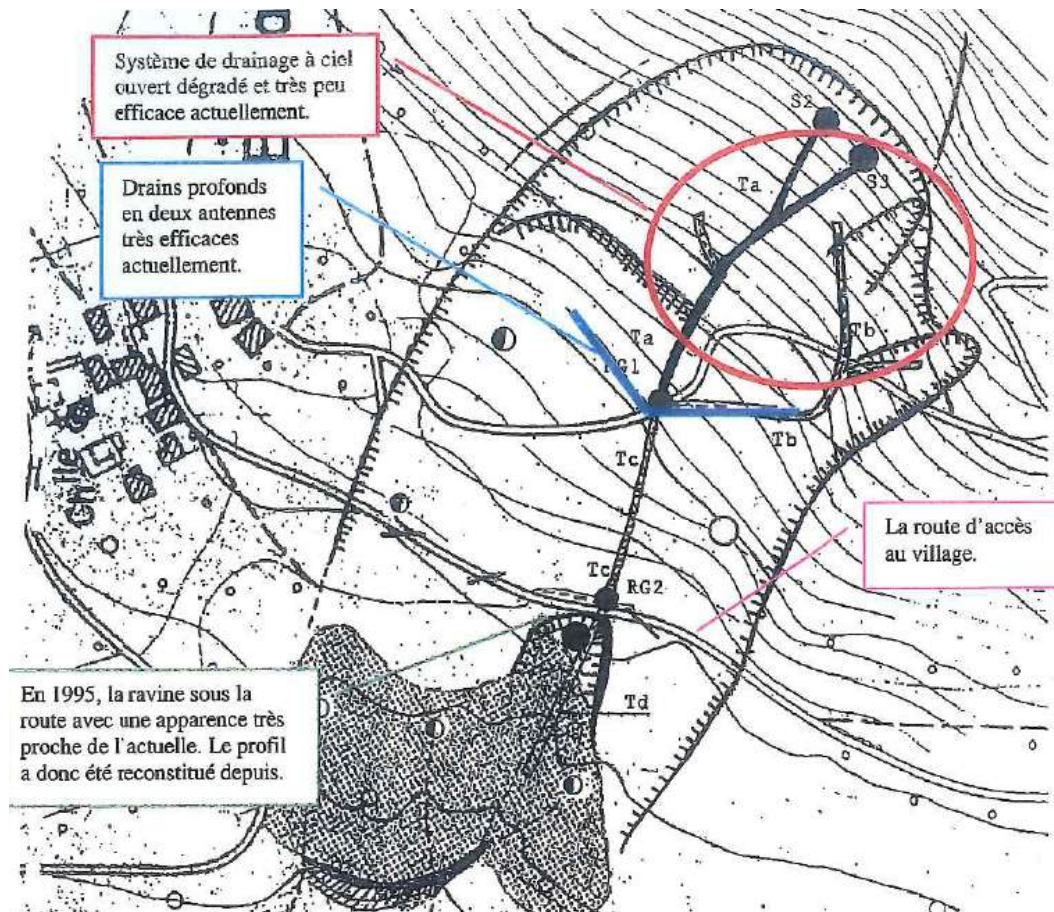 Système de drainage à ciel
ouvert dégradé et très peu
efficace actuellement.
S2
S3
Ta
Drains profonds
en deux antennes
très efficaces
actuellement.
Ta
Tb
RG1
Tb
Tc
La route d'accès
au village.
Tc
RG2
En 1995, la ravine sous la
route avec une apparence très
proche de l'actuelle. Le profil
a donc été reconstitué depuis.
Td